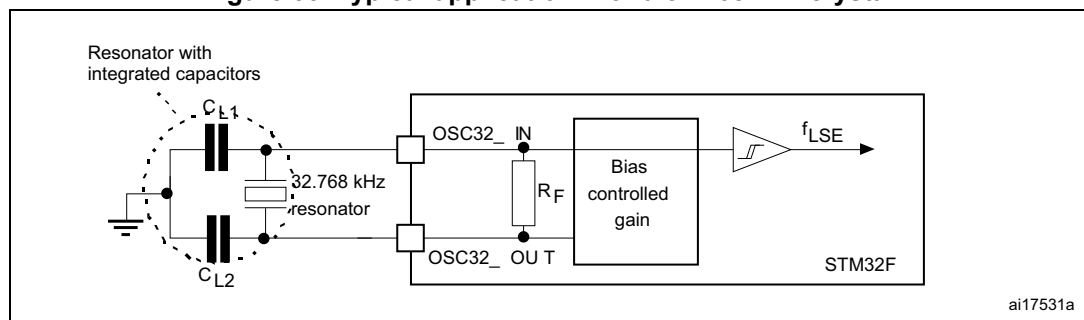 Resonator with
integrated capacitors
CL1
OSC32_ IN
fLSE
32.768 kHz
resonator
RF
Bias
controlled
gain
OSC32_ OU T
CL2
STM32F
ai17531a